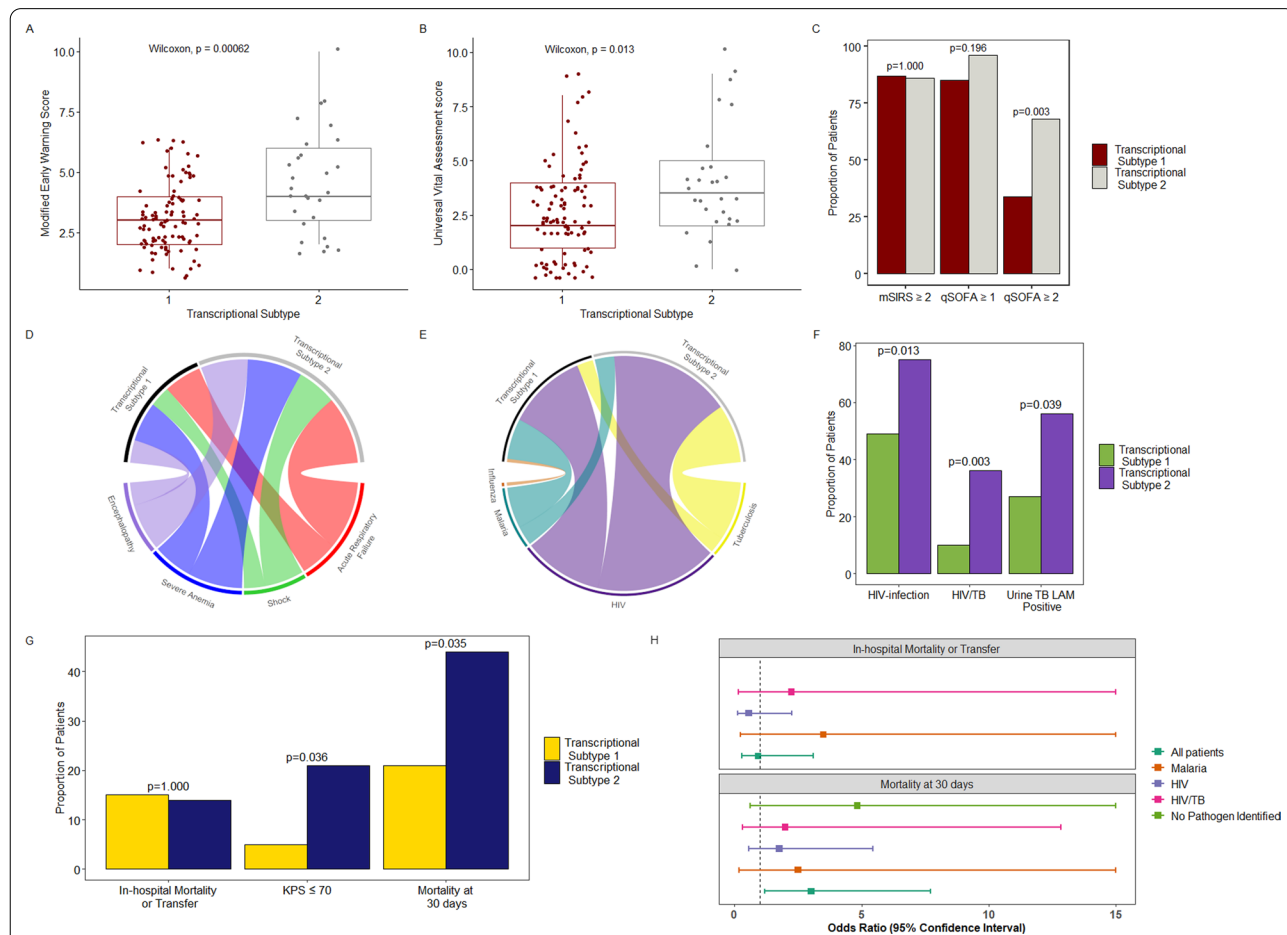 A
Wilcoxon, p = 0.00062
Modified Early Warning Score
10.0
7.5
5.0
2.5
1
2
Transcriptional Subtype
B
Wilcoxon, p = 0.013
Universal Vital Assessment score
10.0
7.5
5.0
2.5
0.0
1
2
Transcriptional Subtype
C
Proportion of Patients
100
75
50
25
0
p=1.000
p=0.196
p=0.003
mSIRS ≥ 2
qSOFA ≥ 1
qSOFA ≥ 2
Transcriptional
Subtype 1
Transcriptional
Subtype 2
D
Transcriptional
Subtype 1
Transcriptional
Subtype 2
Encephalopathy
Severe Anemia
Shock
Acute Respiratory
Failure
E
Transcriptional
Subtype 1
Transcriptional
Subtype 2
Influenza
Malaria
HIV
Tuberculosis
F
Proportion of Patients
80
60
40
20
0
p=0.013
p=0.003
p=0.039
HIV-infection
HIV/TB
Urine TB LAM
Positive
Transcriptional
Subtype 1
Transcriptional
Subtype 2
G
Proportion of Patients
40
30
20
10
0
p=1.000
p=0.036
p=0.035
In-hospital Mortality
or Transfer
KPS ≤ 70
Mortality at
30 days
Transcriptional
Subtype 1
Transcriptional
Subtype 2
H
In-hospital Mortality or Transfer
Mortality at 30 days
0
5
10
15
Odds Ratio (95% Confidence Interval)
All patients
Malaria
HIV
HIV/TB
No Pathogen Identified